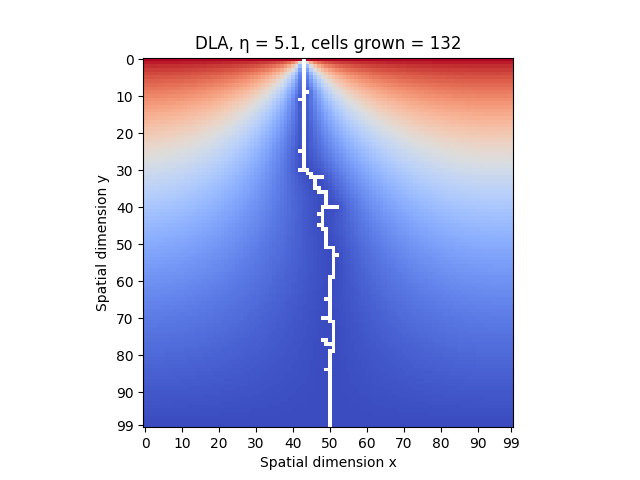 DLA, η = 5.1, cells grown = 132
0
10
20
30
40
50
60
70
80
90
99
Spatial dimension y
0 10 20 30 40 50 60 70 80 90 99
Spatial dimension x